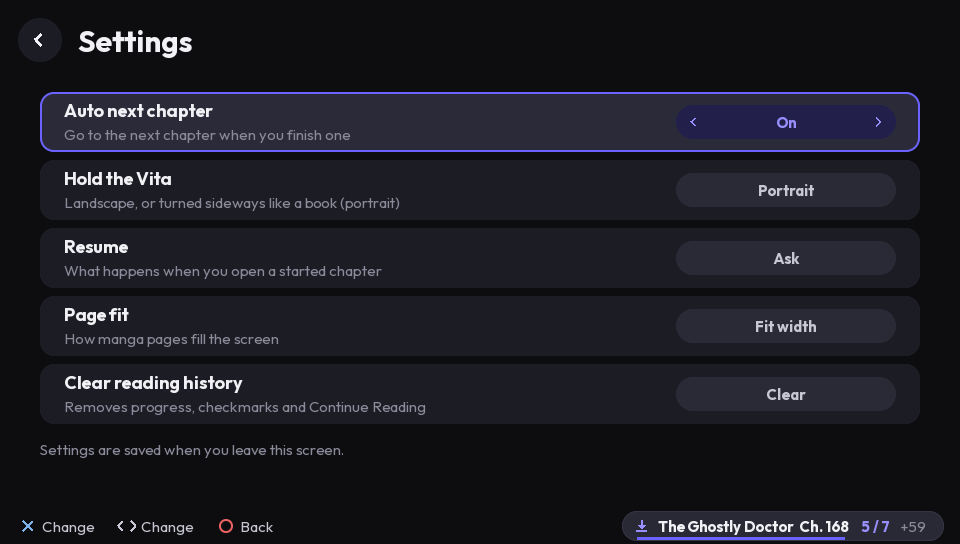 Settings
Auto next chapter
Go to the next chapter when you finish one
On
Hold the Vita
Landscape, or turned sideways like a book (portrait)
Portrait
Resume
What happens when you open a started chapter
Ask
Page fit
How manga pages fill the screen
Fit width
Clear reading history
Removes progress, checkmarks and Continue Reading
Clear
Settings are saved when you leave this screen.
Change Change Back
The Ghostly Doctor Ch. 168 5 / 7 +59